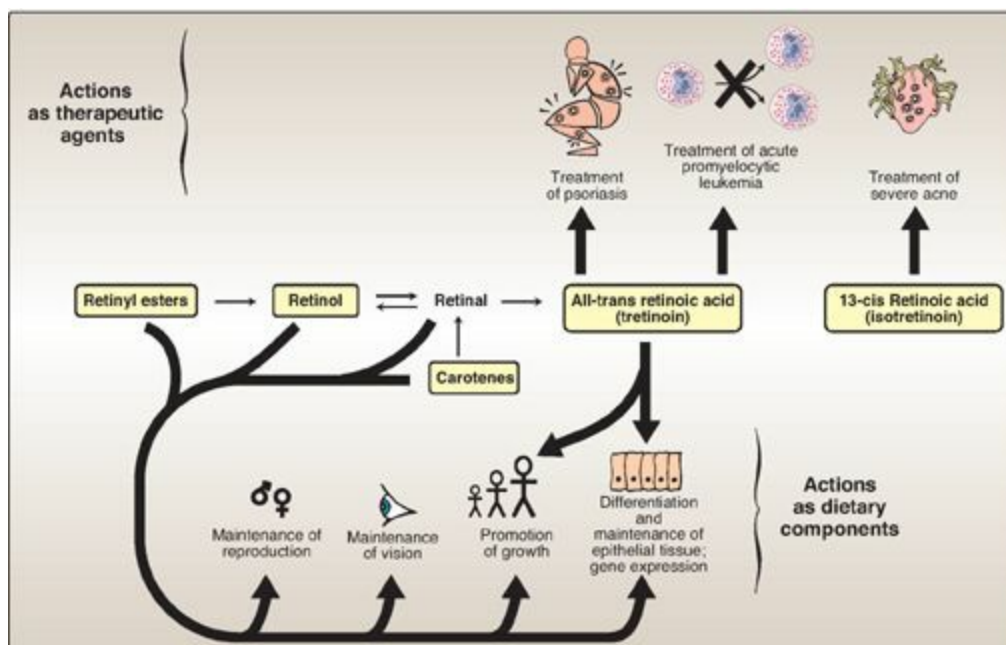 Actions
as therapeutic
agents
Treatment
of psoriasis
Treatment of acute
promyelocytic
leukemia
Treatment of
severe acne
Retinyl esters
Retinol
Retinal
All-trans retinoic acid
(tretinoin)
13-cis Retinoic acid
(isotretinoin)
Carotenes
Maintenance of
reproduction
Maintenance
of vision
Promotion
of growth
Differentiation
and
maintenance of
epithelial tissue;
gene expression
Actions
as dietary
components